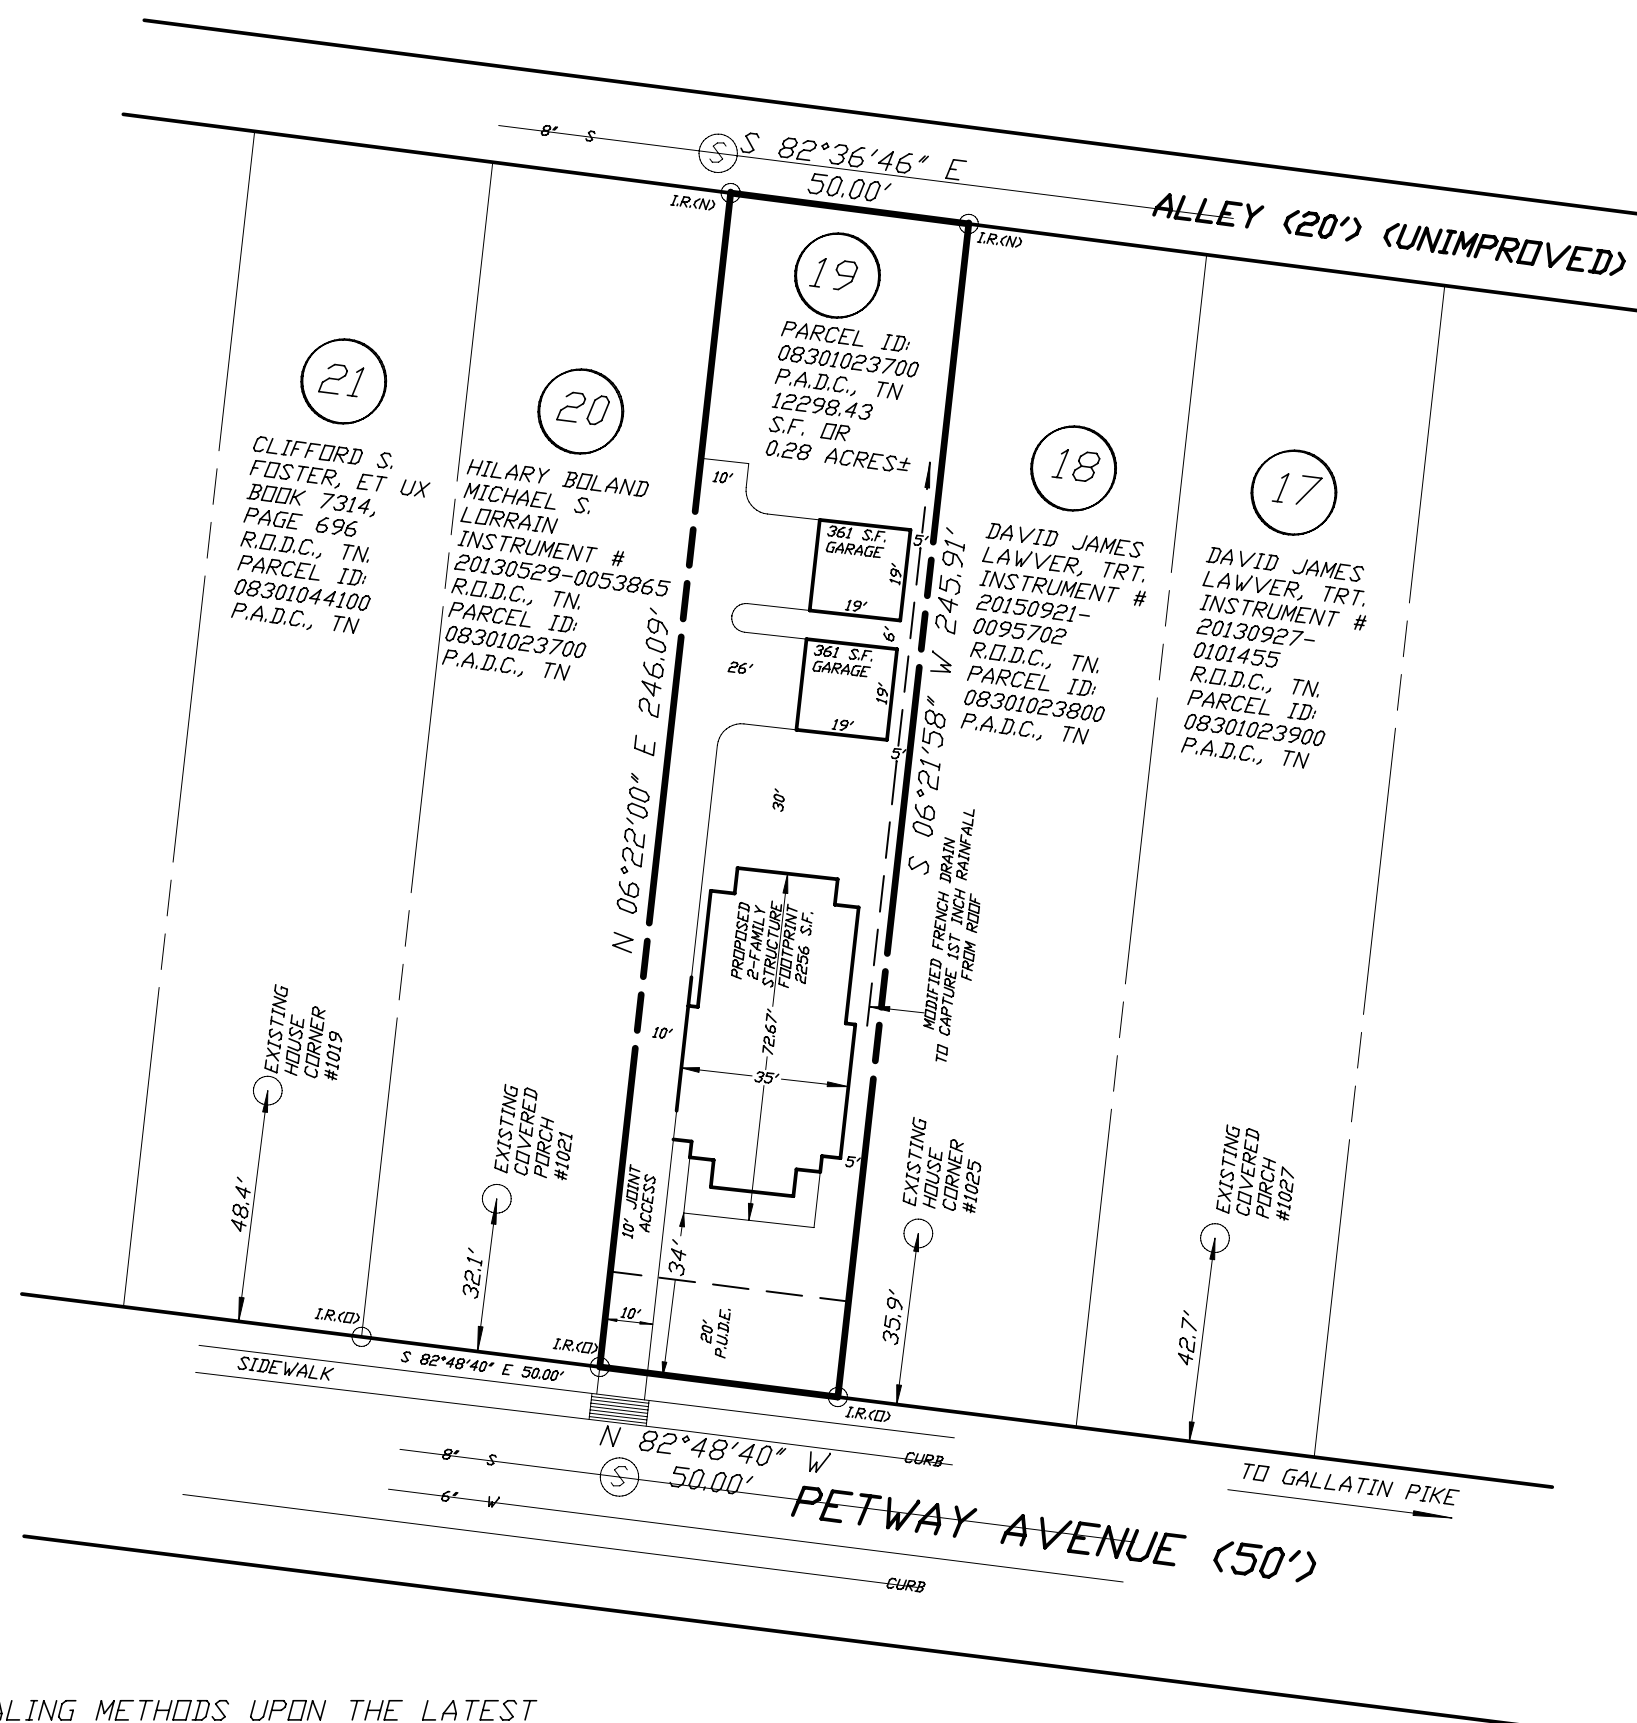 8" S
S
S 82°36'46" E
50.00'
I.R.(N)
I.R.(N)
ALLEY (20') (UNIMPROVED)
19
PARCEL ID:
08301023700
P.A.D.C., TN
12298.43
S.F. OR
0.28 ACRES±
21
CLIFFORD S.
FOSTER, ET UX
BOOK 7314,
PAGE 696
R.O.D.C., TN.
PARCEL ID:
08301044100
P.A.D.C., TN
20
HILARY BOLAND
MICHAEL S.
LORRAIN
INSTRUMENT #
20130529-0053865
R.O.D.C., TN.
PARCEL ID:
08301023700
P.A.D.C., TN
18
DAVID JAMES
LAWVER, TRT.
INSTRUMENT #
20150921-
0095702
R.O.D.C., TN.
PARCEL ID:
08301023800
P.A.D.C., TN
17
DAVID JAMES
LAWVER, TRT.
INSTRUMENT #
20130927-
0101455
R.O.D.C., TN.
PARCEL ID:
08301023900
P.A.D.C., TN
10'
361 S.F.
GARAGE
19'
19'
5'
6'
361 S.F.
GARAGE
19'
19'
5'
26'
30'
N 06°22'00" E 246.09'
S 06°21'58" W 245.91'
PROPOSED
2-FAMILY
STRUCTURE
FOOTPRINT
2256 S.F.
72.67'
35'
10'
5'
MODIFIED FRENCH DRAIN
TO CAPTURE 1ST INCH RAINFALL
FROM ROOF
EXISTING
HOUSE
CORNER
#1019
48.4'
EXISTING
COVERED
PORCH
#1021
32.1'
10' JOINT
ACCESS
34'
10'
20'
P.U.D.E.
EXISTING
HOUSE
CORNER
#1025
35.9'
EXISTING
COVERED
PORCH
#1027
42.7'
I.R.(O)
I.R.(O)
I.R.(O)
S 82°48'40" E 50.00'
SIDEWALK
N 82°48'40" W
50.00'
CURB
8" S
S
6" W
TO GALLATIN PIKE
PETWAY AVENUE (50')
CURB
ALING METHODS UPON THE LATEST